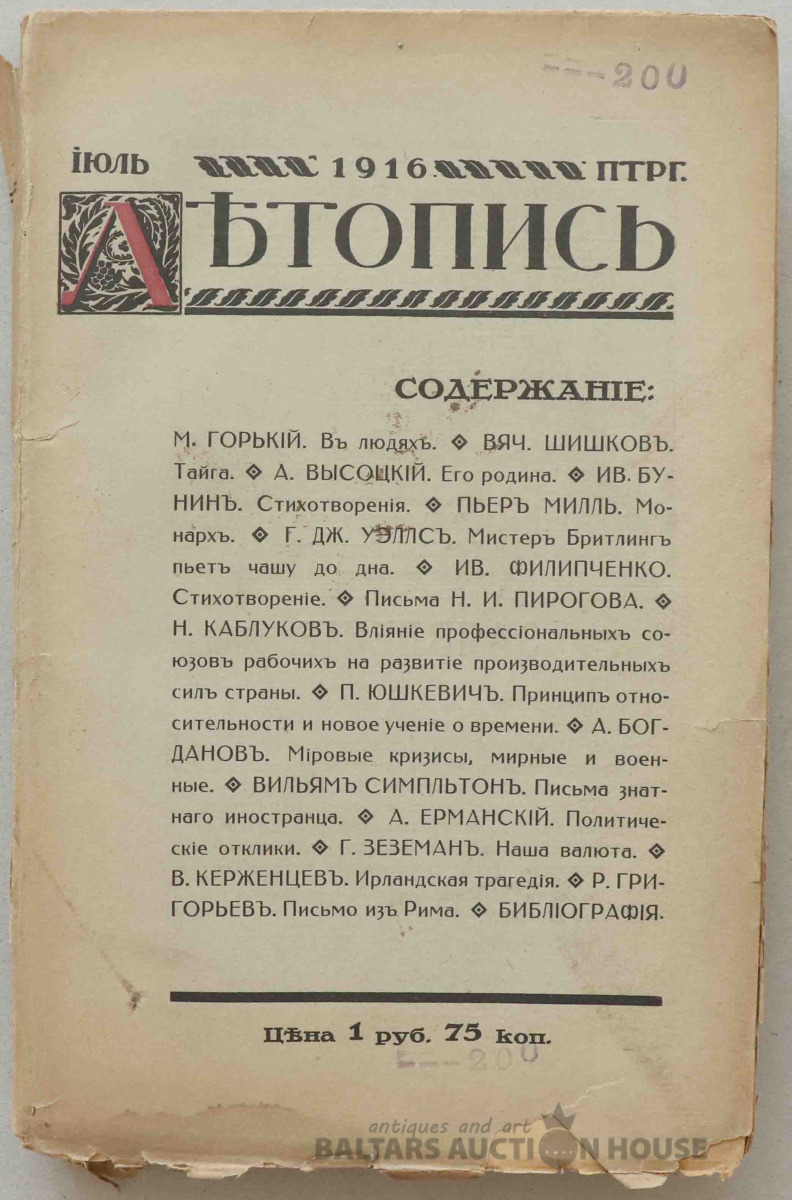 ---200
ІЮЛЬ 1916. ПТРГ.
ЛѢТОПИСЬ
СОДЕРЖАНІЕ:
М. ГОРЬКІЙ. Въ людяхъ. ◈ ВЯЧ. ШИШКОВЪ.
Тайга. ◈ А. ВЫСОЦКІЙ. Его родина. ◈ ИВ. БУ-
НИНЪ. Стихотворенія. ◈ ПЬЕРЪ МИЛЛЬ. Мо-
нархъ. ◈ Г. ДЖ. УЭЛЛСЪ. Мистеръ Бритлингъ
пьетъ чашу до дна. ◈ ИВ. ФИЛИПЧЕНКО.
Стихотвореніе. ◈ Письма Н. И. ПИРОГОВА. ◈
Н. КАБЛУКОВЪ. Вліяніе профессіональныхъ со-
юзовъ рабочихъ на развитіе производительныхъ
силъ страны. ◈ П. ЮШКЕВИЧЪ. Принципъ отно-
сительности и новое ученіе о времени. ◈ А. БОГ-
ДАНОВЪ. Міровые кризисы, мирные и воен-
ные. ◈ ВИЛЬЯМЪ СИМПЛЬТОНЪ. Письма знат-
наго иностранца. ◈ А. ЕРМАНСКІЙ. Политиче-
скіе отклики. ◈ Г. ЗЕЗЕМАНЪ. Наша валюта. ◈
В. КЕРЖЕНЦЕВЪ. Ирландская трагедія. ◈ Р. ГРИ-
ГОРЬЕВЪ. Письмо изъ Рима. ◈ БИБЛІОГРАФІЯ.
Цѣна 1 руб. 75 коп.
---200
antiques and art
BALTARS AUCTION HOUSE